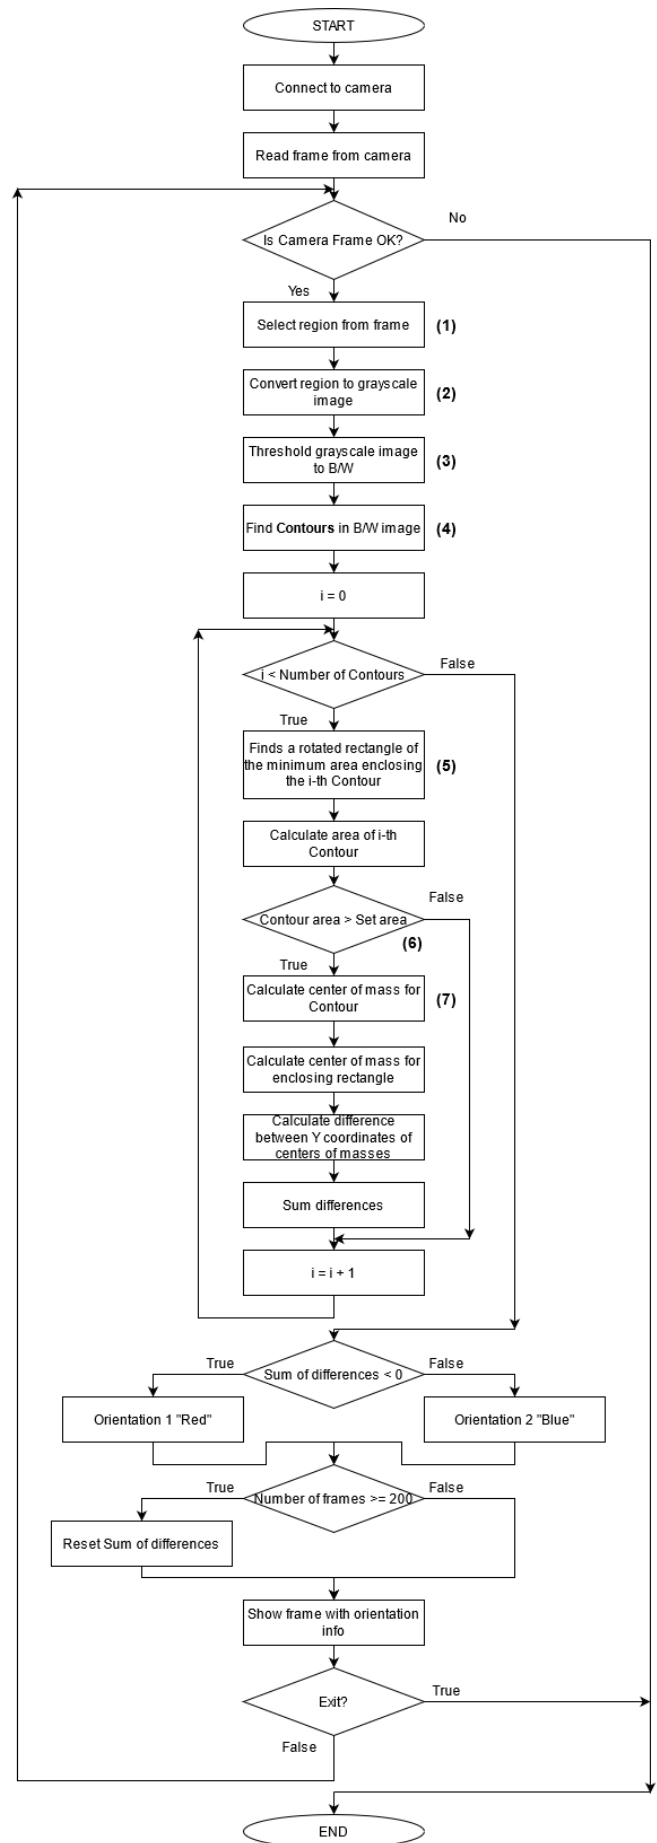 START
Connect to camera
Read frame from camera
Is Camera Frame OK?
No
Yes
Select region from frame
(1)
Convert region to grayscale
image
(2)
Threshold grayscale image
to B/W
(3)
Find Contours in B/W image
(4)
i = 0
i < Number of Contours
False
True
Finds a rotated rectangle of
the minimum area enclosing
the i-th Contour
(5)
Calculate area of i-th
Contour
Contour area > Set area
False
(6)
True
Calculate center of mass for
Contour
(7)
Calculate center of mass for
enclosing rectangle
Calculate difference
between Y coordinates of
centers of masses
Sum differences
i = i + 1
Sum of differences < 0
True
False
Orientation 1 "Red"
Orientation 2 "Blue"
Number of frames >= 200
True
False
Reset Sum of differences
Show frame with orientation
info
Exit?
True
False
END